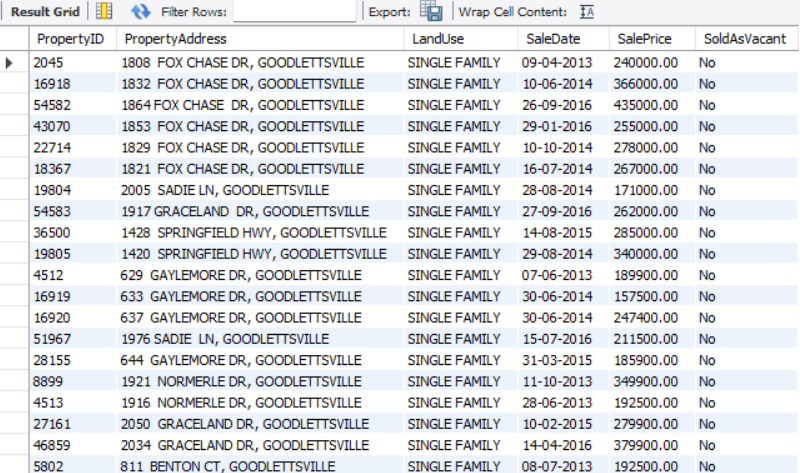 Result Grid Filter Rows: Export: Wrap Cell Content: IA
PropertyID PropertyAddress LandUse SaleDate SalePrice SoldAsVacant
2045 1808  FOX CHASE DR, GOODLETTSVILLE SINGLE FAMILY 09-04-2013 240000.00 No
16918 1832  FOX CHASE DR, GOODLETTSVILLE SINGLE FAMILY 10-06-2014 366000.00 No
54582 1864 FOX CHASE  DR, GOODLETTSVILLE SINGLE FAMILY 26-09-2016 435000.00 No
43070 1853  FOX CHASE DR, GOODLETTSVILLE SINGLE FAMILY 29-01-2016 255000.00 No
22714 1829  FOX CHASE DR, GOODLETTSVILLE SINGLE FAMILY 10-10-2014 278000.00 No
18367 1821  FOX CHASE DR, GOODLETTSVILLE SINGLE FAMILY 16-07-2014 267000.00 No
19804 2005  SADIE LN, GOODLETTSVILLE SINGLE FAMILY 28-08-2014 171000.00 No
54583 1917 GRACELAND  DR, GOODLETTSVILLE SINGLE FAMILY 27-09-2016 262000.00 No
36500 1428  SPRINGFIELD HWY, GOODLETTSVILLE SINGLE FAMILY 14-08-2015 285000.00 No
19805 1420  SPRINGFIELD HWY, GOODLETTSVILLE SINGLE FAMILY 29-08-2014 340000.00 No
4512 629  GAYLEMORE DR, GOODLETTSVILLE SINGLE FAMILY 07-06-2013 189900.00 No
16919 633  GAYLEMORE DR, GOODLETTSVILLE SINGLE FAMILY 30-06-2014 157500.00 No
16920 637  GAYLEMORE DR, GOODLETTSVILLE SINGLE FAMILY 30-06-2014 247400.00 No
51967 1976 SADIE  LN, GOODLETTSVILLE SINGLE FAMILY 15-07-2016 211500.00 No
28155 644  GAYLEMORE DR, GOODLETTSVILLE SINGLE FAMILY 31-03-2015 185900.00 No
8899 1921  NORMERLE DR, GOODLETTSVILLE SINGLE FAMILY 11-10-2013 349900.00 No
4513 1916  NORMERLE DR, GOODLETTSVILLE SINGLE FAMILY 28-06-2013 192500.00 No
27161 2050  GRACELAND DR, GOODLETTSVILLE SINGLE FAMILY 10-02-2015 279900.00 No
46859 2034  GRACELAND DR, GOODLETTSVILLE SINGLE FAMILY 14-04-2016 379900.00 No
5802 811  BENTON CT, GOODLETTSVILLE SINGLE FAMILY 08-07-2013 192500.00 No